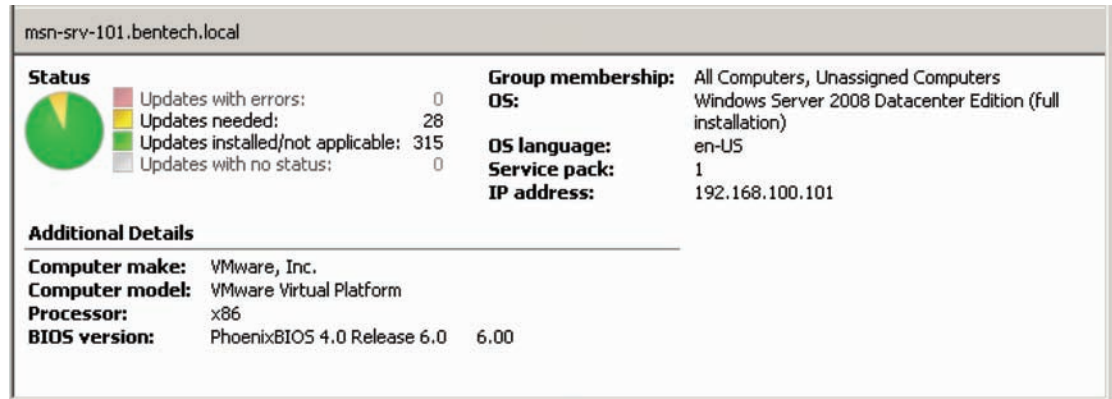 msn-srv-101.bentech.local
Status
Updates with errors: 0
Updates needed: 28
Updates installed/not applicable: 315
Updates with no status: 0
Group membership: All Computers, Unassigned Computers
OS: Windows Server 2008 Datacenter Edition (full
installation)
OS language: en-US
Service pack: 1
IP address: 192.168.100.101
Additional Details
Computer make: VMware, Inc.
Computer model: VMware Virtual Platform
Processor: x86
BIOS version: PhoenixBIOS 4.0 Release 6.0 6.00